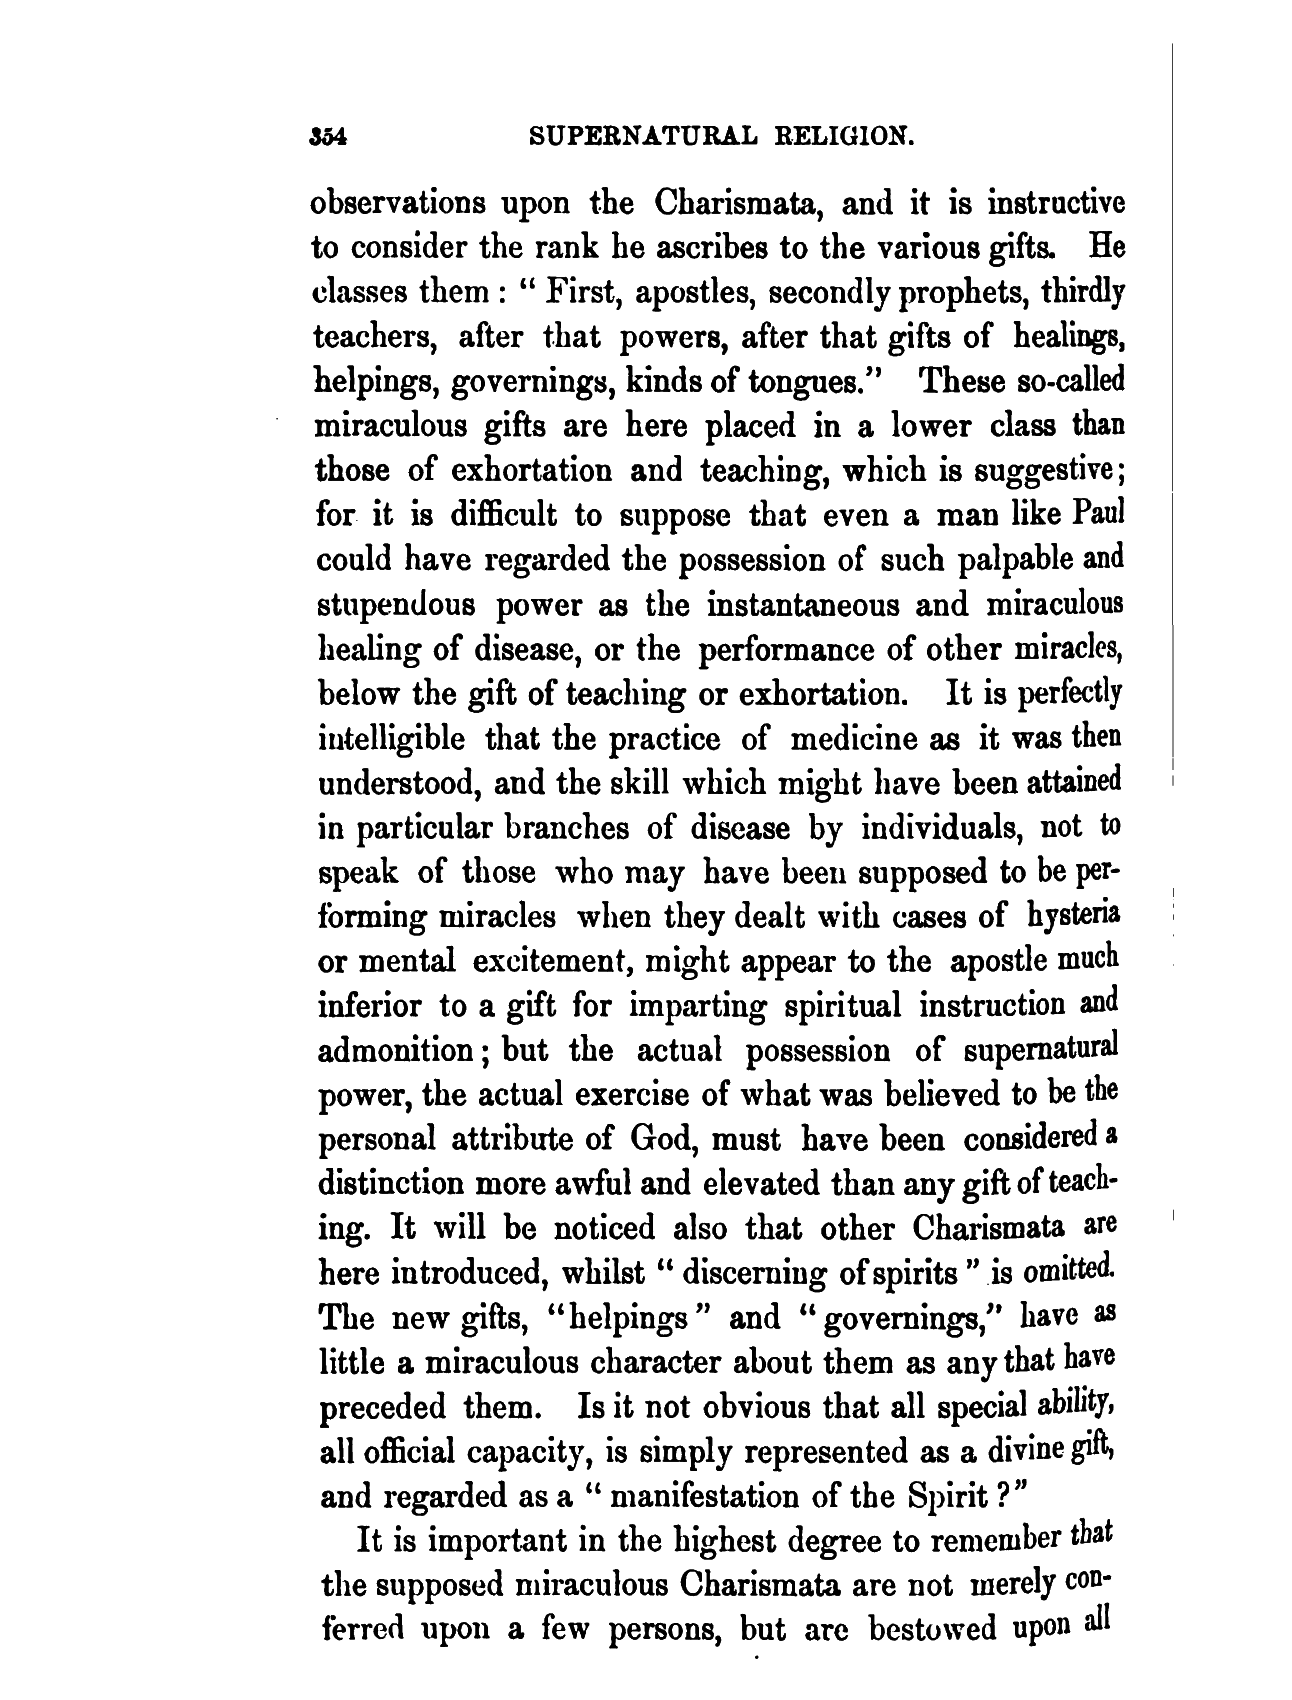 354 SUPERNATURAL RELIGION.
observations upon the Charismata, and it is instructive
to consider the rank he ascribes to the various gifts. He
classes them : “ First, apostles, secondly prophets, thirdly
teachers, after that powers, after that gifts of healings,
helpings, governings, kinds of tongues.” These so-called
miraculous gifts are here placed in a lower class than
those of exhortation and teaching, which is suggestive;
for it is difficult to suppose that even a man like Paul
could have regarded the possession of such palpable and
stupendous power as the instantaneous and miraculous
healing of disease, or the performance of other miracles,
below the gift of teaching or exhortation. It is perfectly
intelligible that the practice of medicine as it was then
understood, and the skill which might have been attained
in particular branches of disease by individuals, not to
speak of those who may have been supposed to be per-
forming miracles when they dealt with cases of hysteria
or mental excitement, might appear to the apostle much
inferior to a gift for imparting spiritual instruction and
admonition ; but the actual possession of supernatural
power, the actual exercise of what was believed to be the
personal attribute of God, must have been considered a
distinction more awful and elevated than any gift of teach-
ing. It will be noticed also that other Charismata are
here introduced, whilst “ discerning of spirits ” is omitted.
The new gifts, “helpings ” and “ governings,” have as
little a miraculous character about them as any that have
preceded them. Is it not obvious that all special ability,
all official capacity, is simply represented as a divine gift,
and regarded as a “ manifestation of the Spirit ?”
It is important in the highest degree to remember that
the supposed miraculous Charismata are not merely con-
ferred upon a few persons, but are bestowed upon all